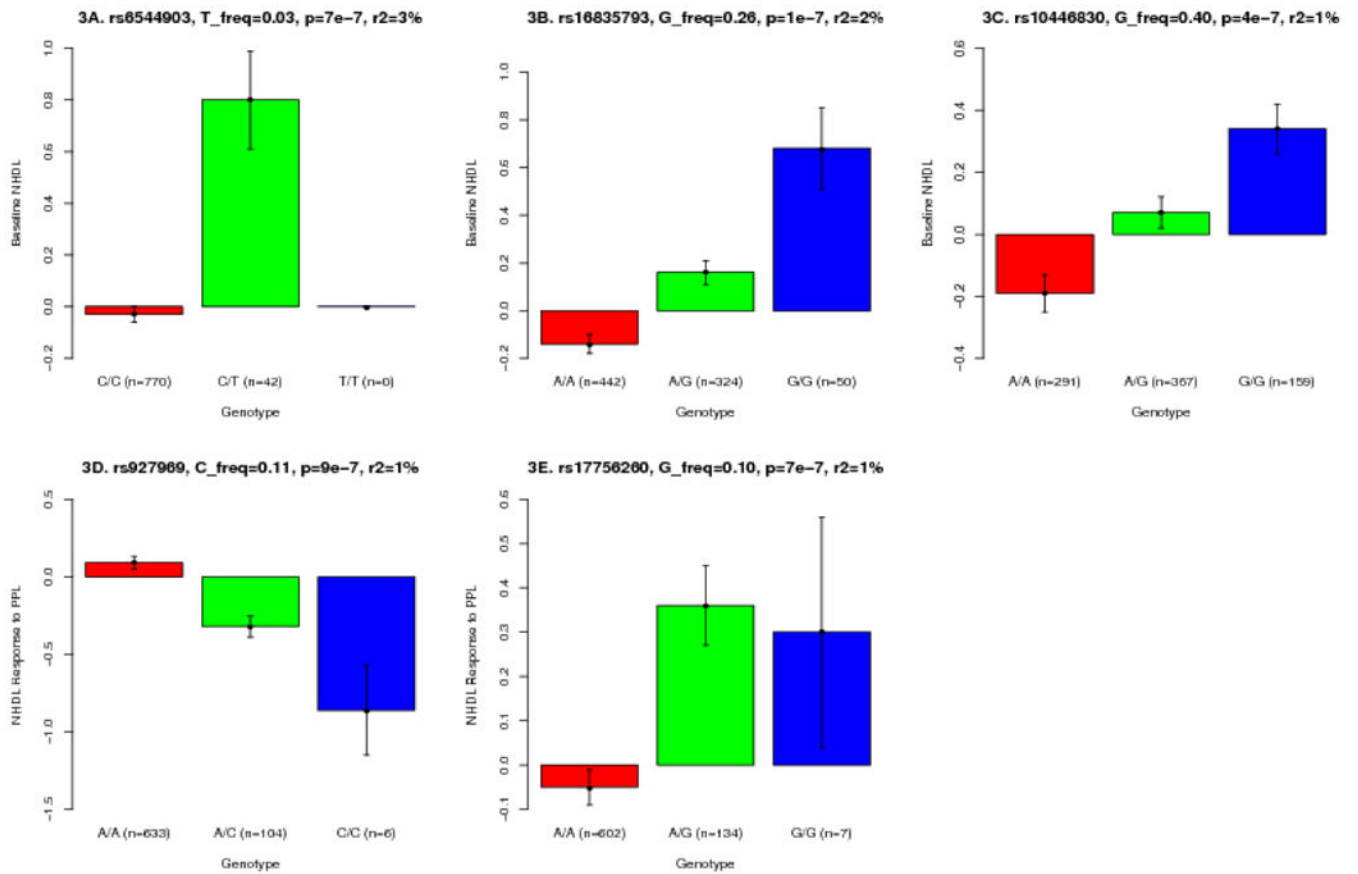 3A. rs6544903, T_freq=0.03, p=7e-7, r2=3%
Baseline NHDL
1.0
0.8
0.6
0.4
0.2
0.0
-0.2
C/C (n=770) C/T (n=42) T/T (n=0)
Genotype
3B. rs16835793, G_freq=0.26, p=1e-7, r2=2%
Baseline NHDL
1.0
0.8
0.6
0.4
0.2
0.0
-0.2
A/A (n=442) A/G (n=324) G/G (n=50)
Genotype
3C. rs10446830, G_freq=0.40, p=4e-7, r2=1%
Baseline NHDL
0.6
0.4
0.2
0.0
-0.2
-0.4
A/A (n=291) A/G (n=367) G/G (n=159)
Genotype
3D. rs927969, C_freq=0.11, p=9e-7, r2=1%
NHDL Response to PPL
0.5
0.0
-0.5
-1.0
-1.5
A/A (n=633) A/C (n=104) C/C (n=6)
Genotype
3E. rs17756260, G_freq=0.10, p=7e-7, r2=1%
NHDL Response to PPL
0.6
0.5
0.4
0.3
0.2
0.1
0.0
-0.1
A/A (n=602) A/G (n=134) G/G (n=7)
Genotype